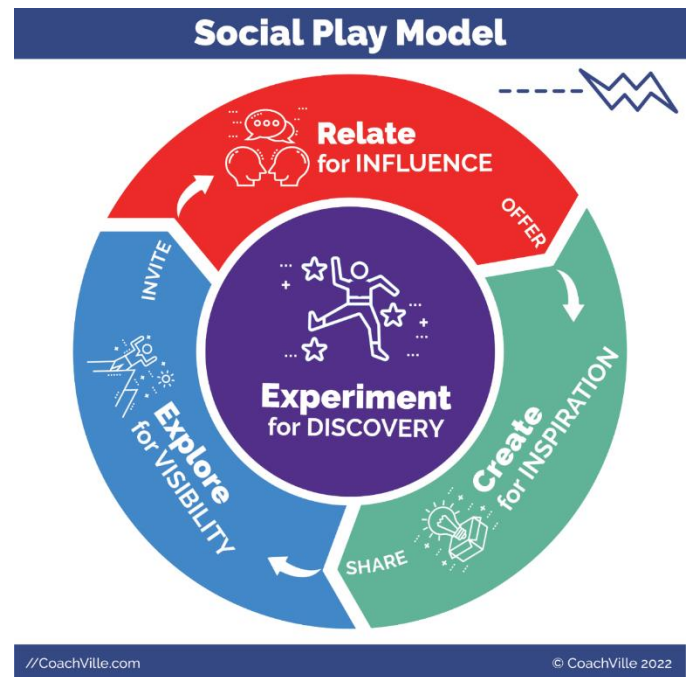 Social Play Model
Relate
for INFLUENCE
OFFER
INVITE
Experiment
for DISCOVERY
Create
for INSPIRATION
Explore
for VISIBILITY
SHARE
//CoachVille.com
© CoachVille 2022